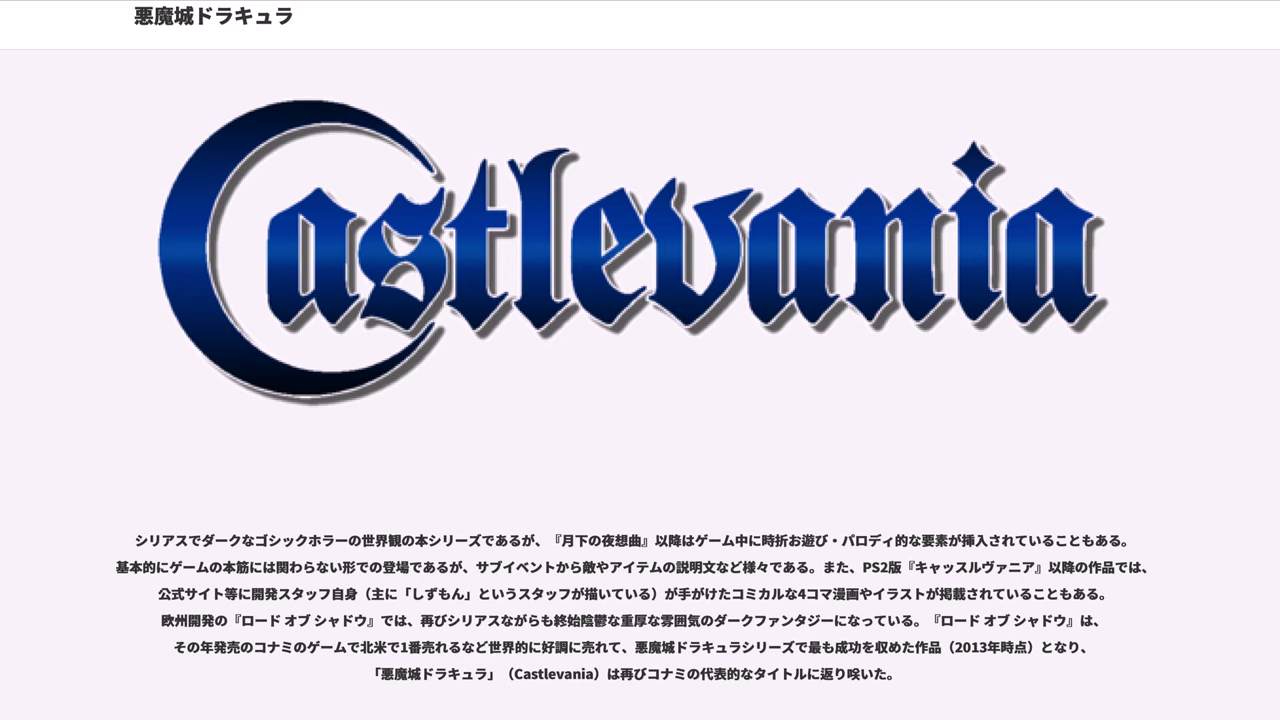 悪魔城ドラキュラ
Castlevania
シリアスでダークなゴシックホラーの世界観の本シリーズであるが、『月下の夜想曲』以降はゲーム中に時折お遊び・パロディ的な要素が挿入されていることもある。
基本的にゲームの本筋には関わらない形での登場であるが、サブイベントから敵やアイテムの説明文など様々である。また、PS2版『キャッスルヴァニア』以降の作品では、
公式サイト等に開発スタッフ自身（主に「しずもん」というスタッフが描いている）が手がけたコミカルな4コマ漫画やイラストが掲載されていることもある。
欧州開発の『ロード オブ シャドウ』では、再びシリアスながらも終始陰鬱な重厚な雰囲気のダークファンタジーになっている。『ロード オブ シャドウ』は、
その年発売のコナミのゲームで北米で1番売れるなど世界的に好調に売れて、悪魔城ドラキュラシリーズで最も成功を収めた作品（2013年時点）となり、
「悪魔城ドラキュラ」（Castlevania）は再びコナミの代表的なタイトルに返り咲いた。